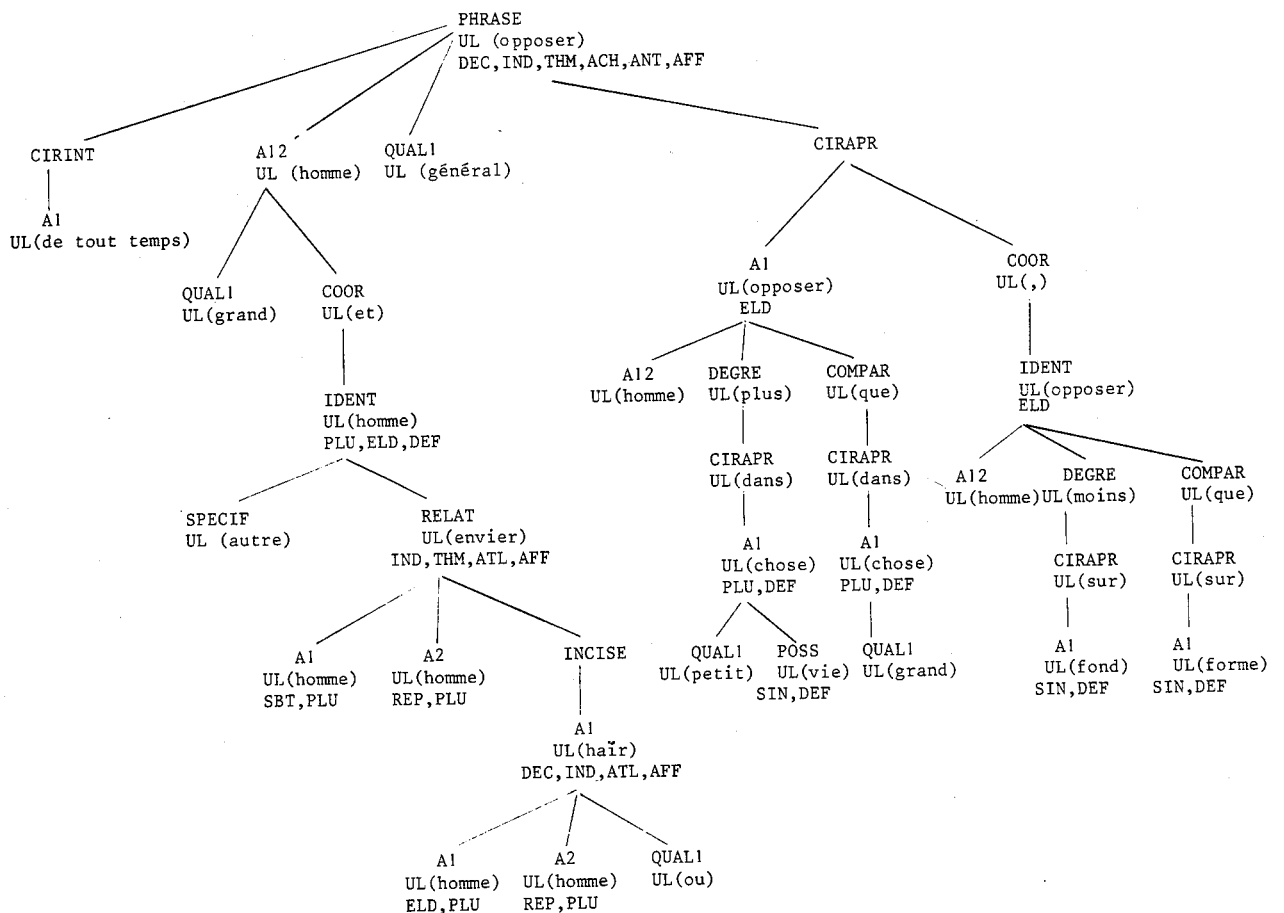 PHRASE
UL (opposer)
DEC,IND,THM,ACH,ANT,AFF
CIRINT
A12
UL (homme)
QUAL1
UL (général)
CIRAPR
A1
UL(de tout temps)
QUAL1
UL(grand)
COOR
UL(et)
A1
UL(opposer)
ELD
COOR
UL(,)
IDENT
UL(homme)
PLU,ELD,DEF
A12
UL(homme)
DEGRE
UL(plus)
COMPAR
UL(que)
IDENT
UL(opposer)
ELD
SPECIF
UL (autre)
RELAT
UL(envier)
IND,THM,ATL,AFF
CIRAPR
UL(dans)
CIRAPR
UL(dans)
A12
UL(homme)
DEGRE
UL(moins)
COMPAR
UL(que)
A1
UL(chose)
PLU,DEF
A1
UL(chose)
PLU,DEF
CIRAPR
UL(sur)
CIRAPR
UL(sur)
A1
UL(homme)
SBT,PLU
A2
UL(homme)
REP,PLU
INCISE
QUAL1
UL(petit)
POSS
UL(vie)
SIN,DEF
QUAL1
UL(grand)
A1
UL(fond)
SIN,DEF
A1
UL(forme)
SIN,DEF
A1
UL(haïr)
DEC,IND,ATL,AFF
A1
UL(homme)
ELD,PLU
A2
UL(homme)
REP,PLU
QUAL1
UL(ou)